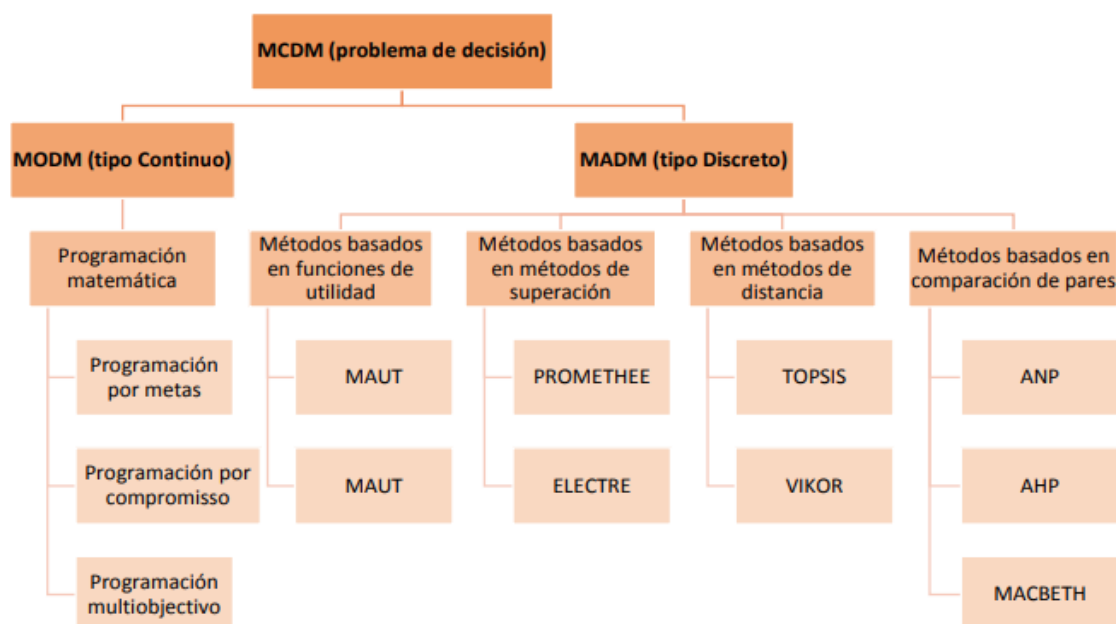 MCDM (problema de decisión)
MODM (tipo Continuo)
MADM (tipo Discreto)
Programación
matemática
Métodos basados
en funciones de
utilidad
Métodos basados
en métodos de
superación
Métodos basados
en métodos de
distancia
Métodos basados en
comparación de pares
Programación
por metas
MAUT
PROMETHEE
TOPSIS
ANP
Programación por
compromisso
MAUT
ELECTRE
VIKOR
AHP
Programación
multiobjectivo
MACBETH